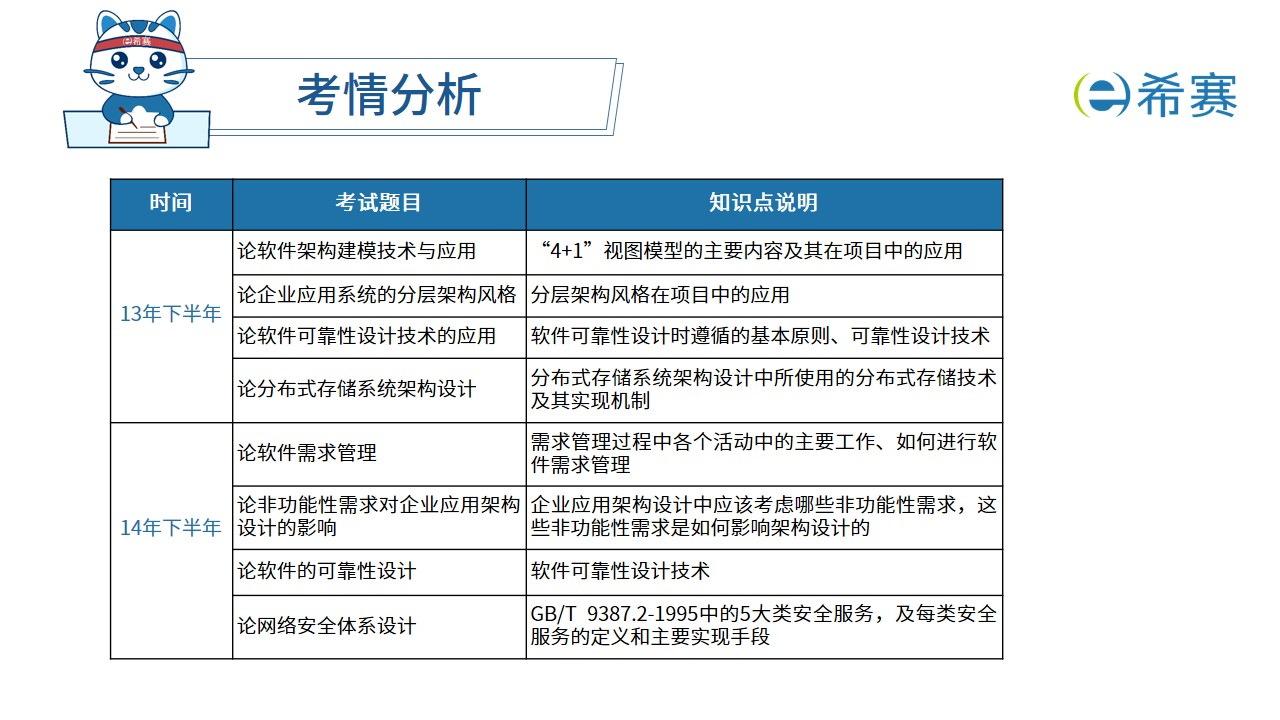 希赛
考情分析
希赛
时间 考试题目 知识点说明
13年下半年
论软件架构建模技术与应用
“4+1”视图模型的主要内容及其在项目中的应用
论企业应用系统的分层架构风格
分层架构风格在项目中的应用
论软件可靠性设计技术的应用
软件可靠性设计时遵循的基本原则、可靠性设计技术
论分布式存储系统架构设计
分布式存储系统架构设计中所使用的分布式存储技术
及其实现机制
14年下半年
论软件需求管理
需求管理过程中各个活动中的主要工作、如何进行软
件需求管理
论非功能性需求对企业应用架构
设计的影响
企业应用架构设计中应该考虑哪些非功能性需求，这
些非功能性需求是如何影响架构设计的
论软件的可靠性设计
软件可靠性设计技术
论网络安全体系设计
GB/T 9387.2-1995中的5大类安全服务，及每类安全
服务的定义和主要实现手段